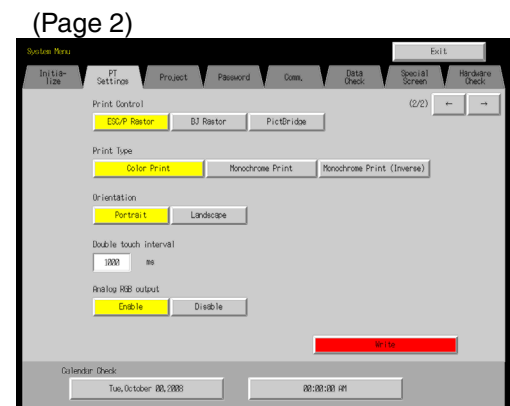 (Page 2)
System Menu
Exit
Initia-
lize
PT
Settings
Project
Password
Comm.
Data
Check
Special
Screen
Hardware
Check
Print Control
(2/2) ← →
ESC/P Rastor BJ Rastor PictBridge
Print Type
Color Print Monochrome Print Monochrome Print (Inverse)
Orientation
Portrait Landscape
Double touch interval
1000 ms
Analog RGB output
Enable Disable
Write
Calendar Check
Tue,October 00,2008 00:00:00 AM